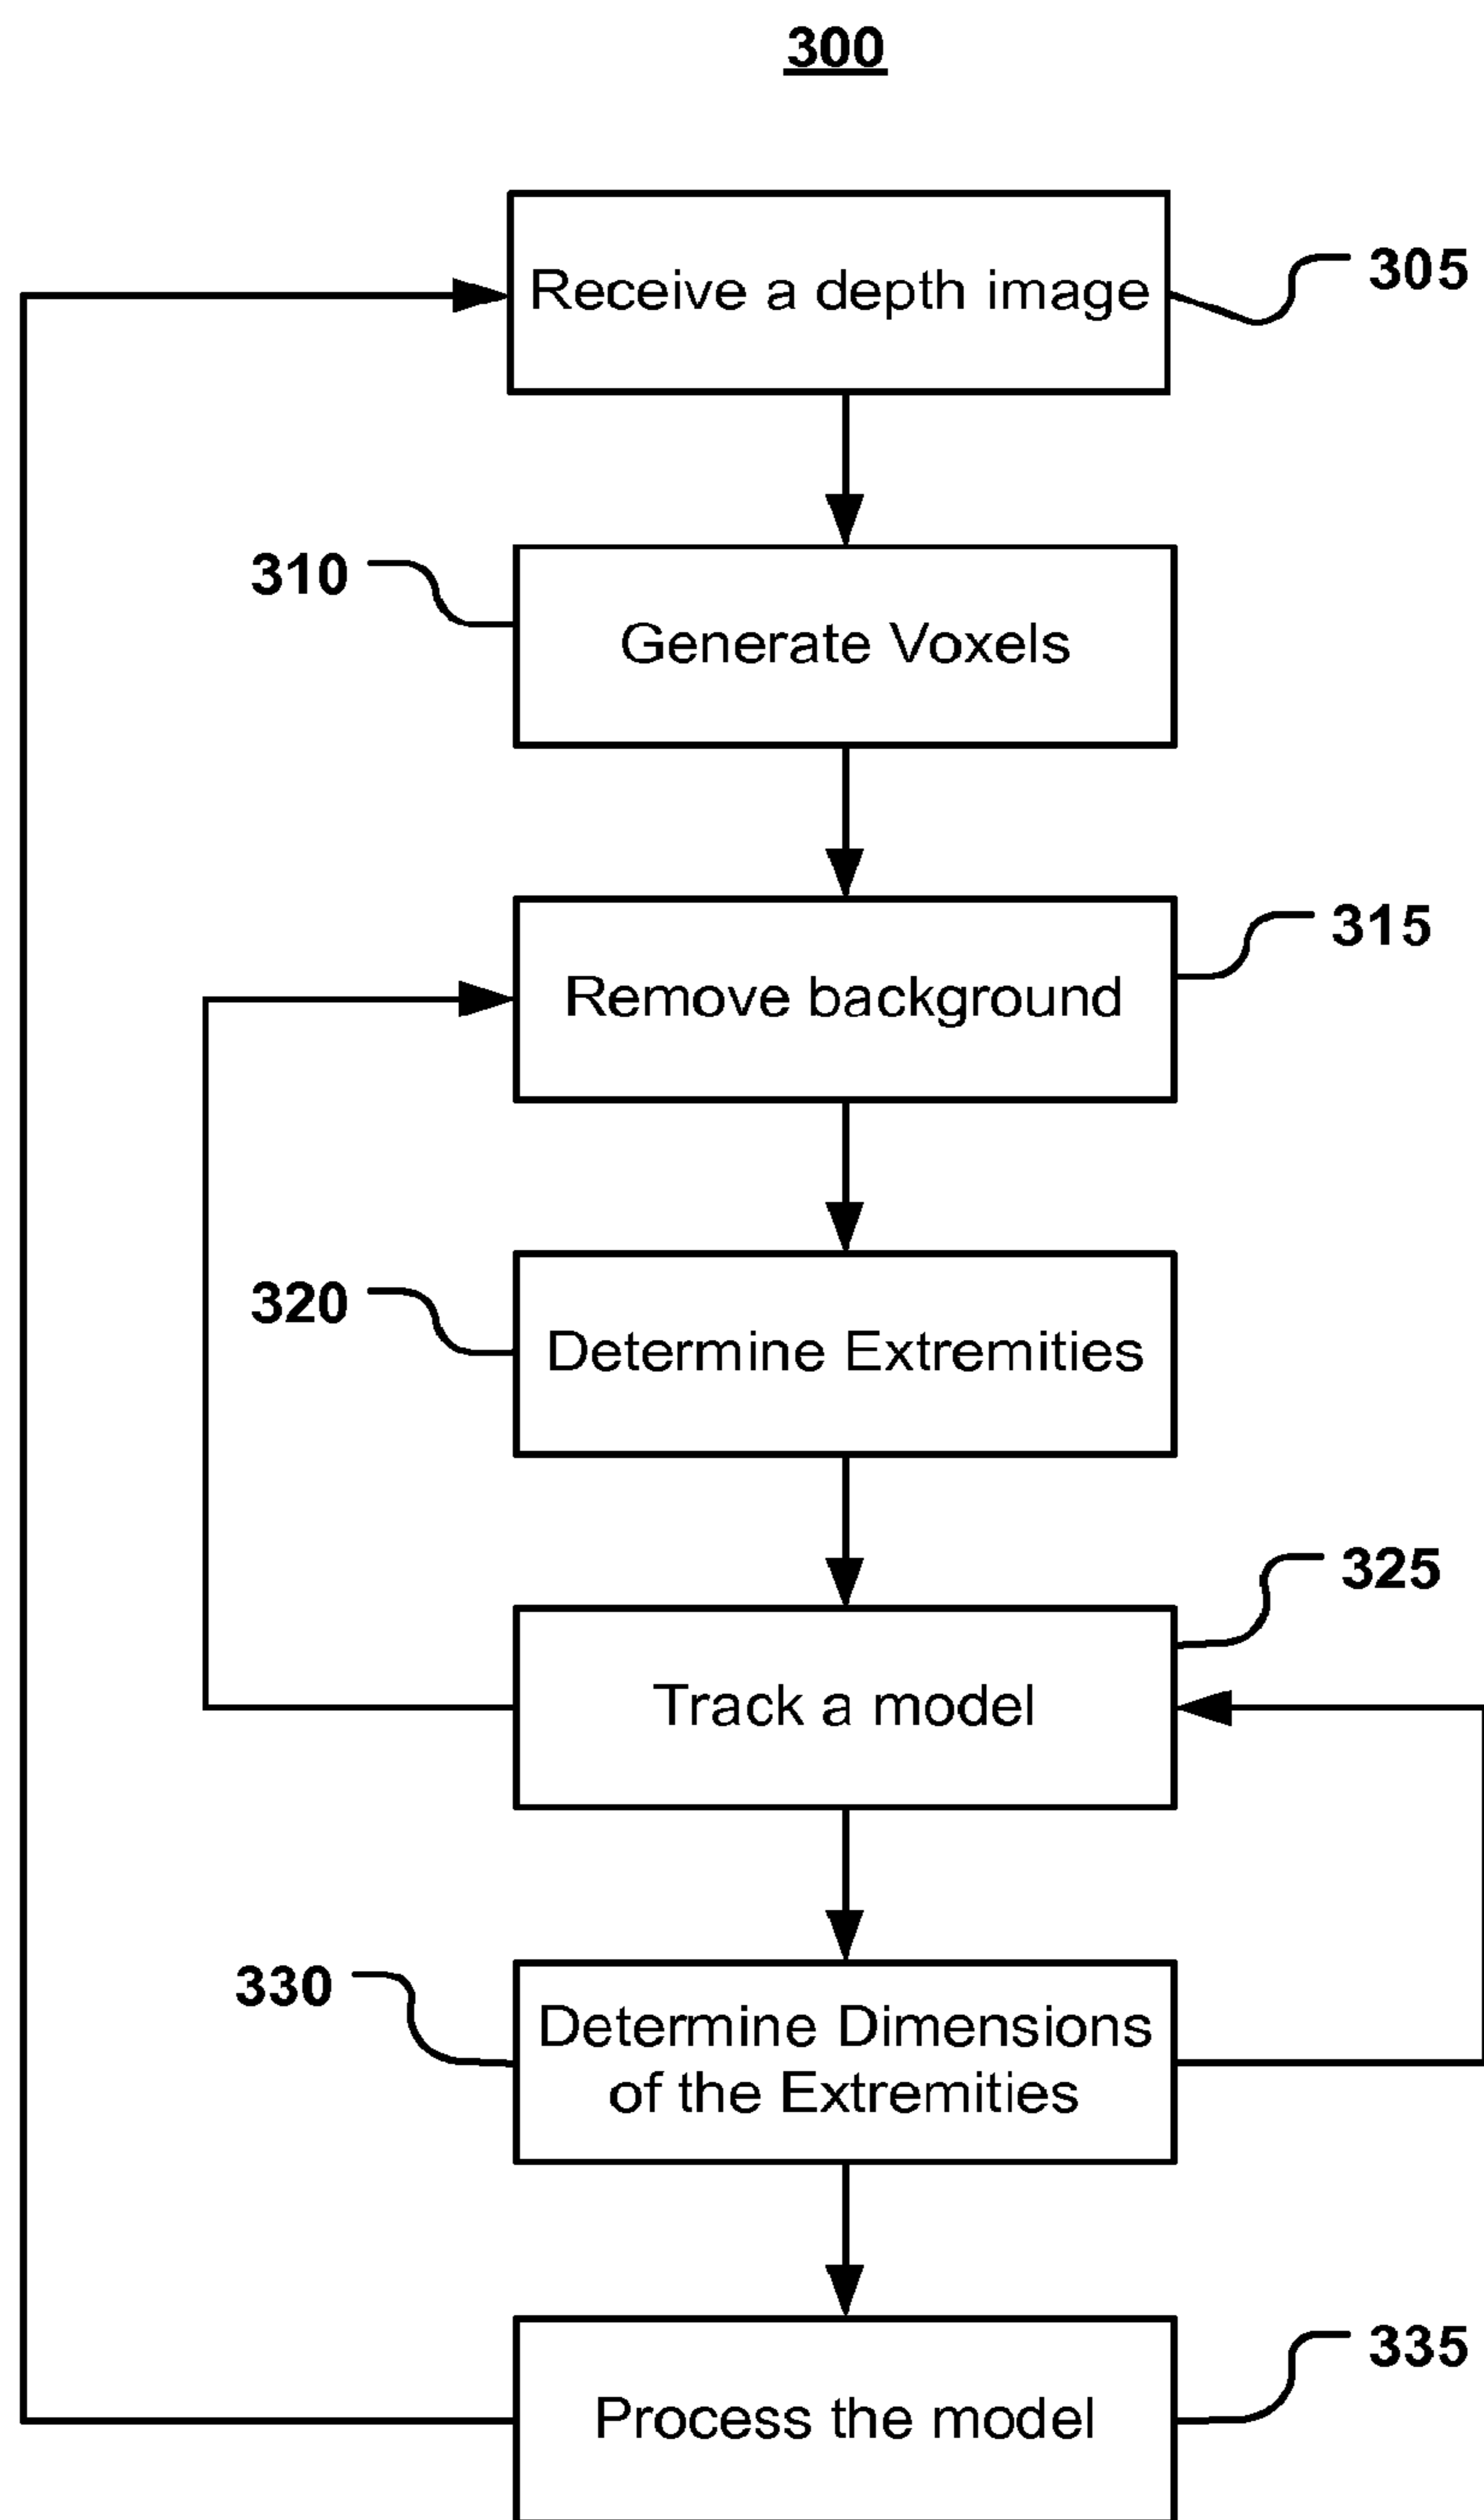 300
Receive a depth image
305
310
Generate Voxels
Remove background
315
320
Determine Extremities
325
Track a model
330
Determine Dimensions
of the Extremities
335
Process the model